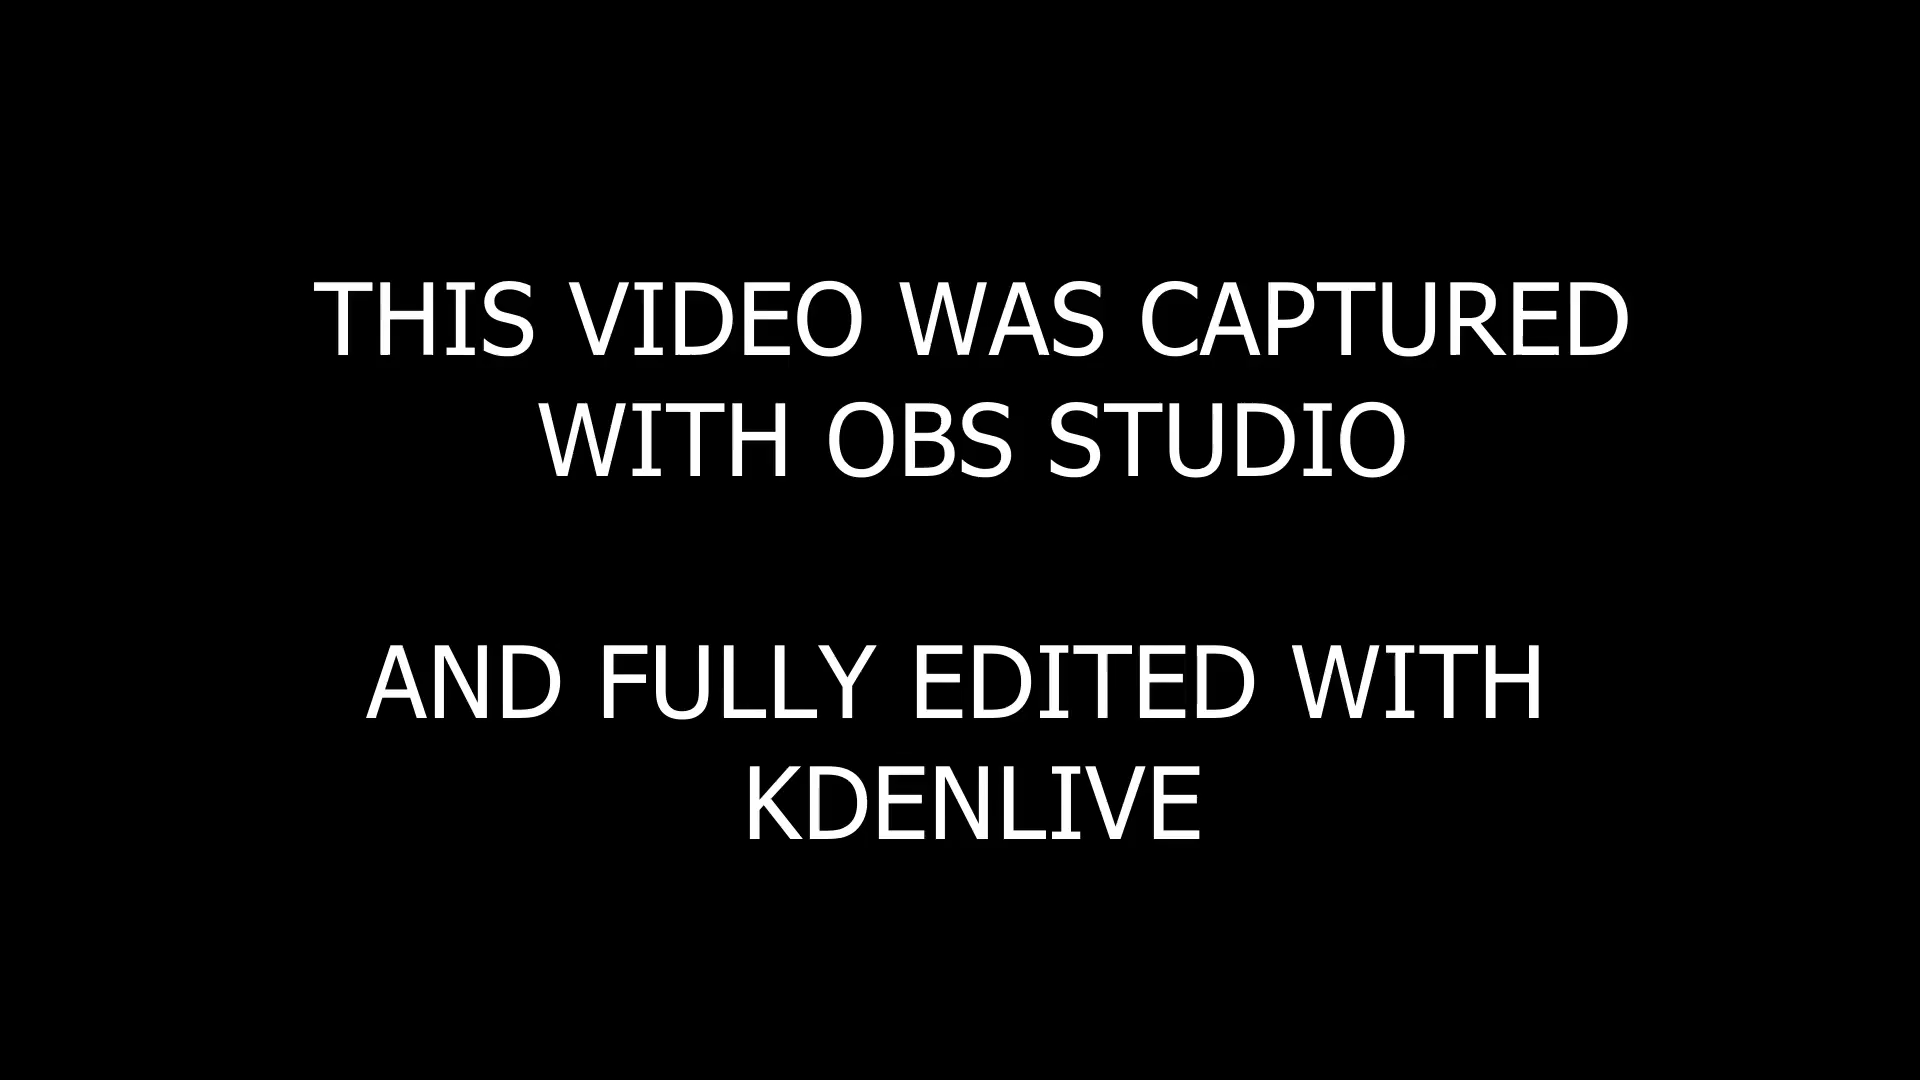 THIS VIDEO WAS CAPTURED
WITH OBS STUDIO
AND FULLY EDITED WITH
KDENLIVE